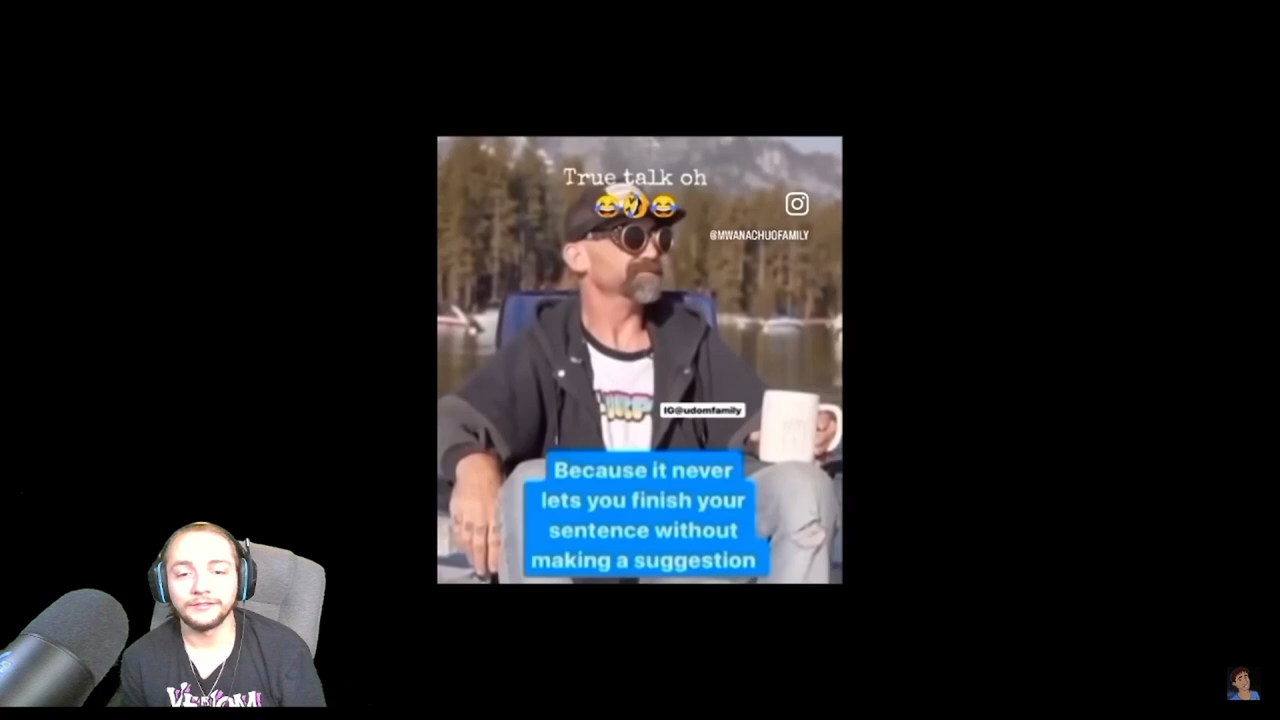 True talk oh
😂🤣😂
@MWANACHUOFAMILY
IG@udomfamily
Because it never
lets you finish your
sentence without
making a suggestion